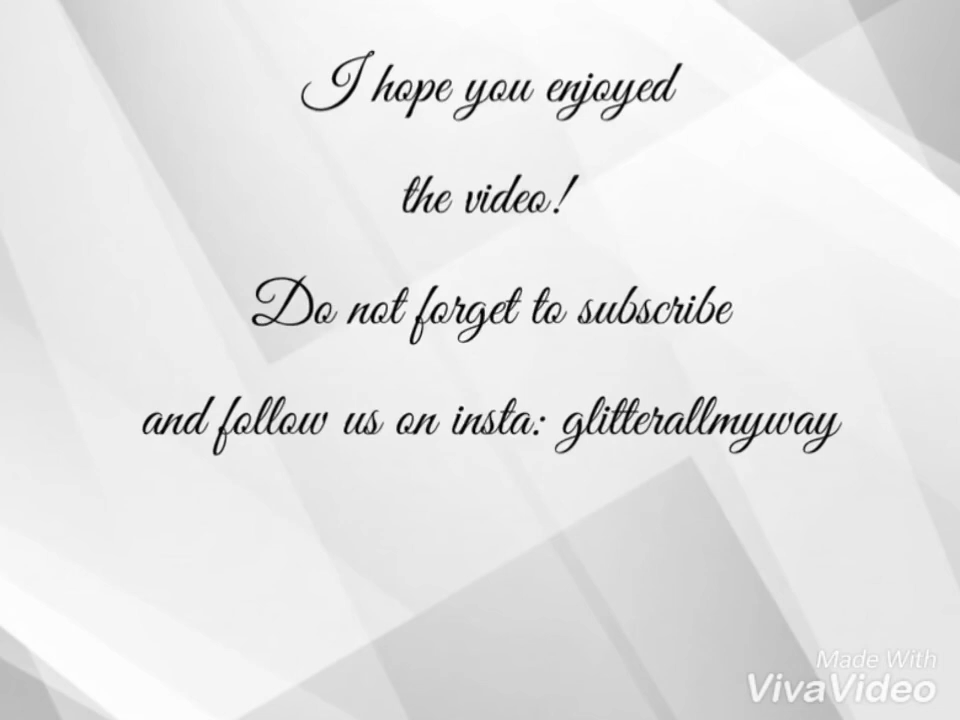 I hope you enjoyed
the video!
Do not forget to subscribe
and follow us on insta: glitterallmyway
Made With
VivaVideo